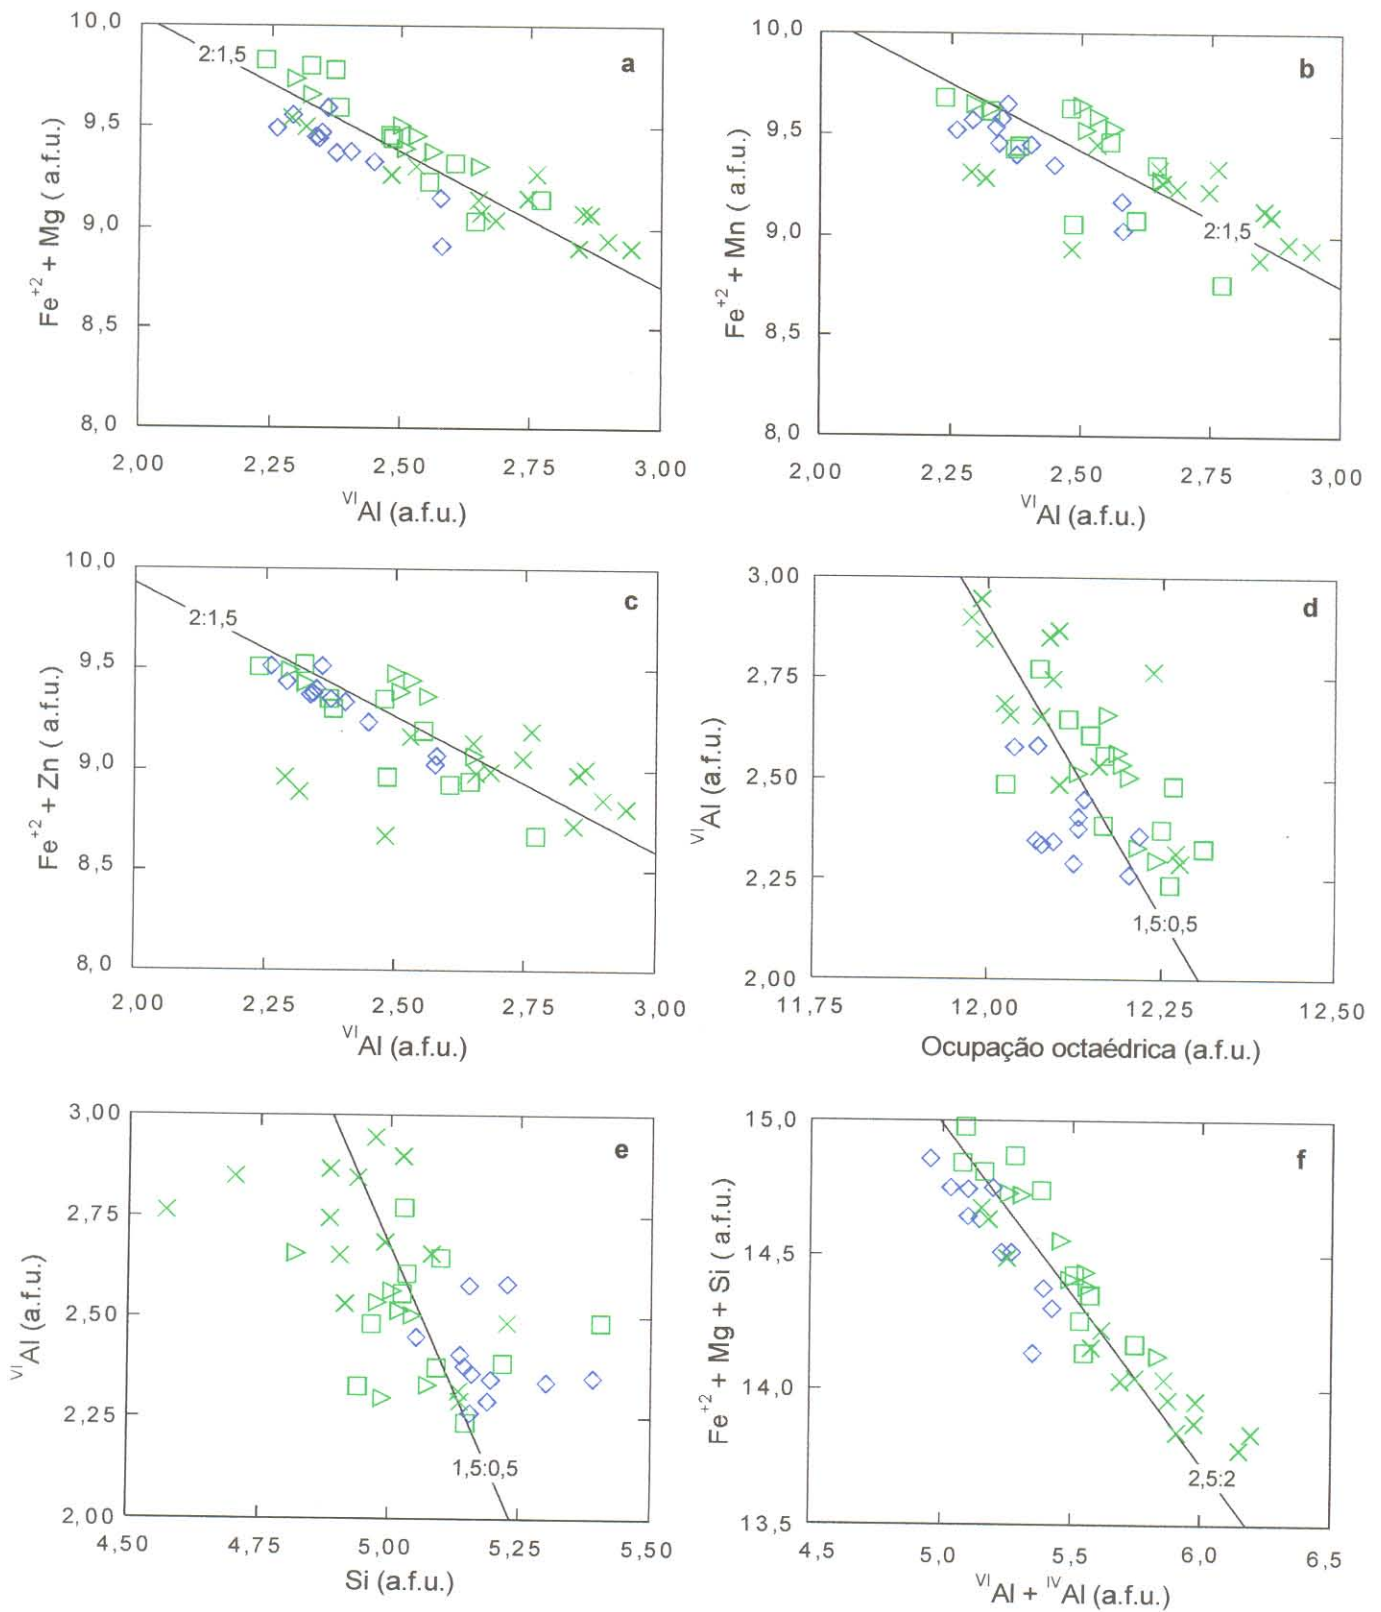 10,0
9,5
9,0
8,5
8,0
Fe+2 + Mg ( a.f.u.)
2:1,5
a
2,00 2,25 2,50 2,75 3,00
VIAl (a.f.u.)
10,0
9,5
9,0
8,5
8,0
Fe+2 + Mn ( a.f.u.)
b
2:1,5
2,00 2,25 2,50 2,75 3,00
VIAl (a.f.u.)
10,0
9,5
9,0
8,5
8,0
Fe+2 + Zn ( a.f.u.)
2:1,5
c
2,00 2,25 2,50 2,75 3,00
VIAl (a.f.u.)
3,00
2,75
2,50
2,25
2,00
VIAl (a.f.u.)
d
1,5:0,5
11,75 12,00 12,25 12,50
Ocupação octaédrica (a.f.u.)
3,00
2,75
2,50
2,25
2,00
VIAl (a.f.u.)
e
1,5:0,5
4,50 4,75 5,00 5,25 5,50
Si (a.f.u.)
15,0
14,5
14,0
13,5
Fe+2 + Mg + Si ( a.f.u.)
f
2,5:2
4,5 5,0 5,5 6,0 6,5
VIAl + IVAl (a.f.u.)